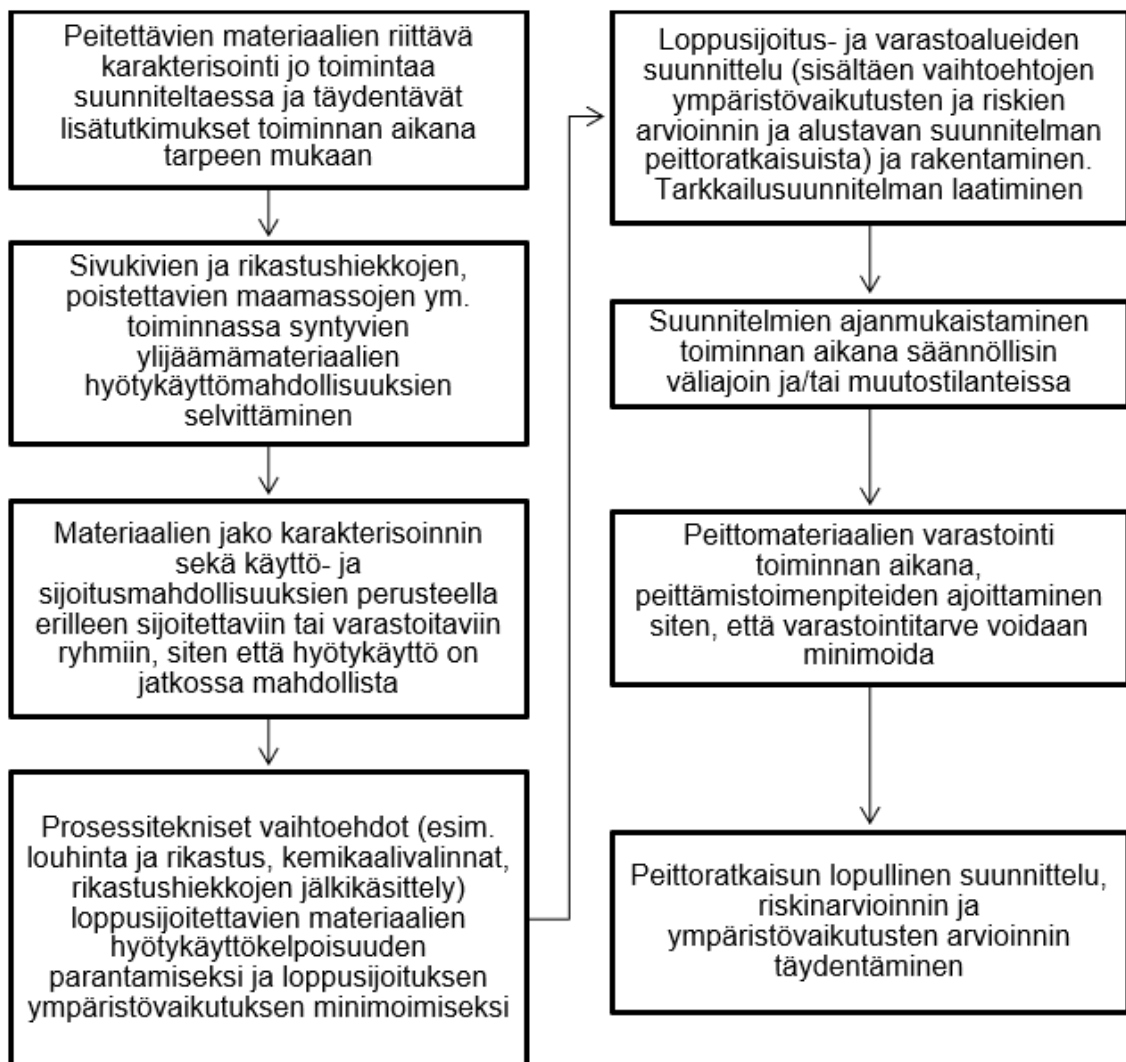 Peitettävien materiaalien riittävä
karakterisointi jo toimintaa
suunniteltaessa ja täydentävät
lisätutkimukset toiminnan aikana
tarpeen mukaan
Sivukivien ja rikastushiekkojen,
poistettavien maamassojen ym.
toiminnassa syntyvien
ylijäämämateriaalien
hyötykäyttömahdollisuuksien
selvittäminen
Materiaalien jako karakterisoinnin
sekä käyttö- ja
sijoitusmahdollisuuksien perusteella
erilleen sijoitettaviin tai varastoitaviin
ryhmiin, siten että hyötykäyttö on
jatkossa mahdollista
Prosessitekniset vaihtoehdot (esim.
louhinta ja rikastus, kemikaalivalinnat,
rikastushiekkojen jälkikäsittely)
loppusijoitettavien materiaalien
hyötykäyttökelpoisuuden
parantamiseksi ja loppusijoituksen
ympäristövaikutuksen minimoimiseksi
Loppusijoitus- ja varastoalueiden
suunnittelu (sisältäen vaihtoehtojen
ympäristövaikutusten ja riskien
arvioinnin ja alustavan suunnitelman
peittoratkaisuista) ja rakentaminen.
Tarkkailusuunnitelman laatiminen
Suunnitelmien ajanmukaistaminen
toiminnan aikana säännöllisin
väliajoin ja/tai muutostilanteissa
Peittomateriaalien varastointi
toiminnan aikana,
peittämistoimenpiteiden ajoittaminen
siten, että varastointitarve voidaan
minimoida
Peittoratkaisun lopullinen suunnittelu,
riskinarvioinnin ja
ympäristövaikutusten arvioinnin
täydentäminen